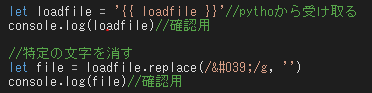 let loadfile = '{{ loadfile }}'//pythoから受け取る
console.log(loadfile)//確認用
//特定の文字を消す
let file = loadfile.replace(/&#039;/g, '')
console.log(file)//確認用